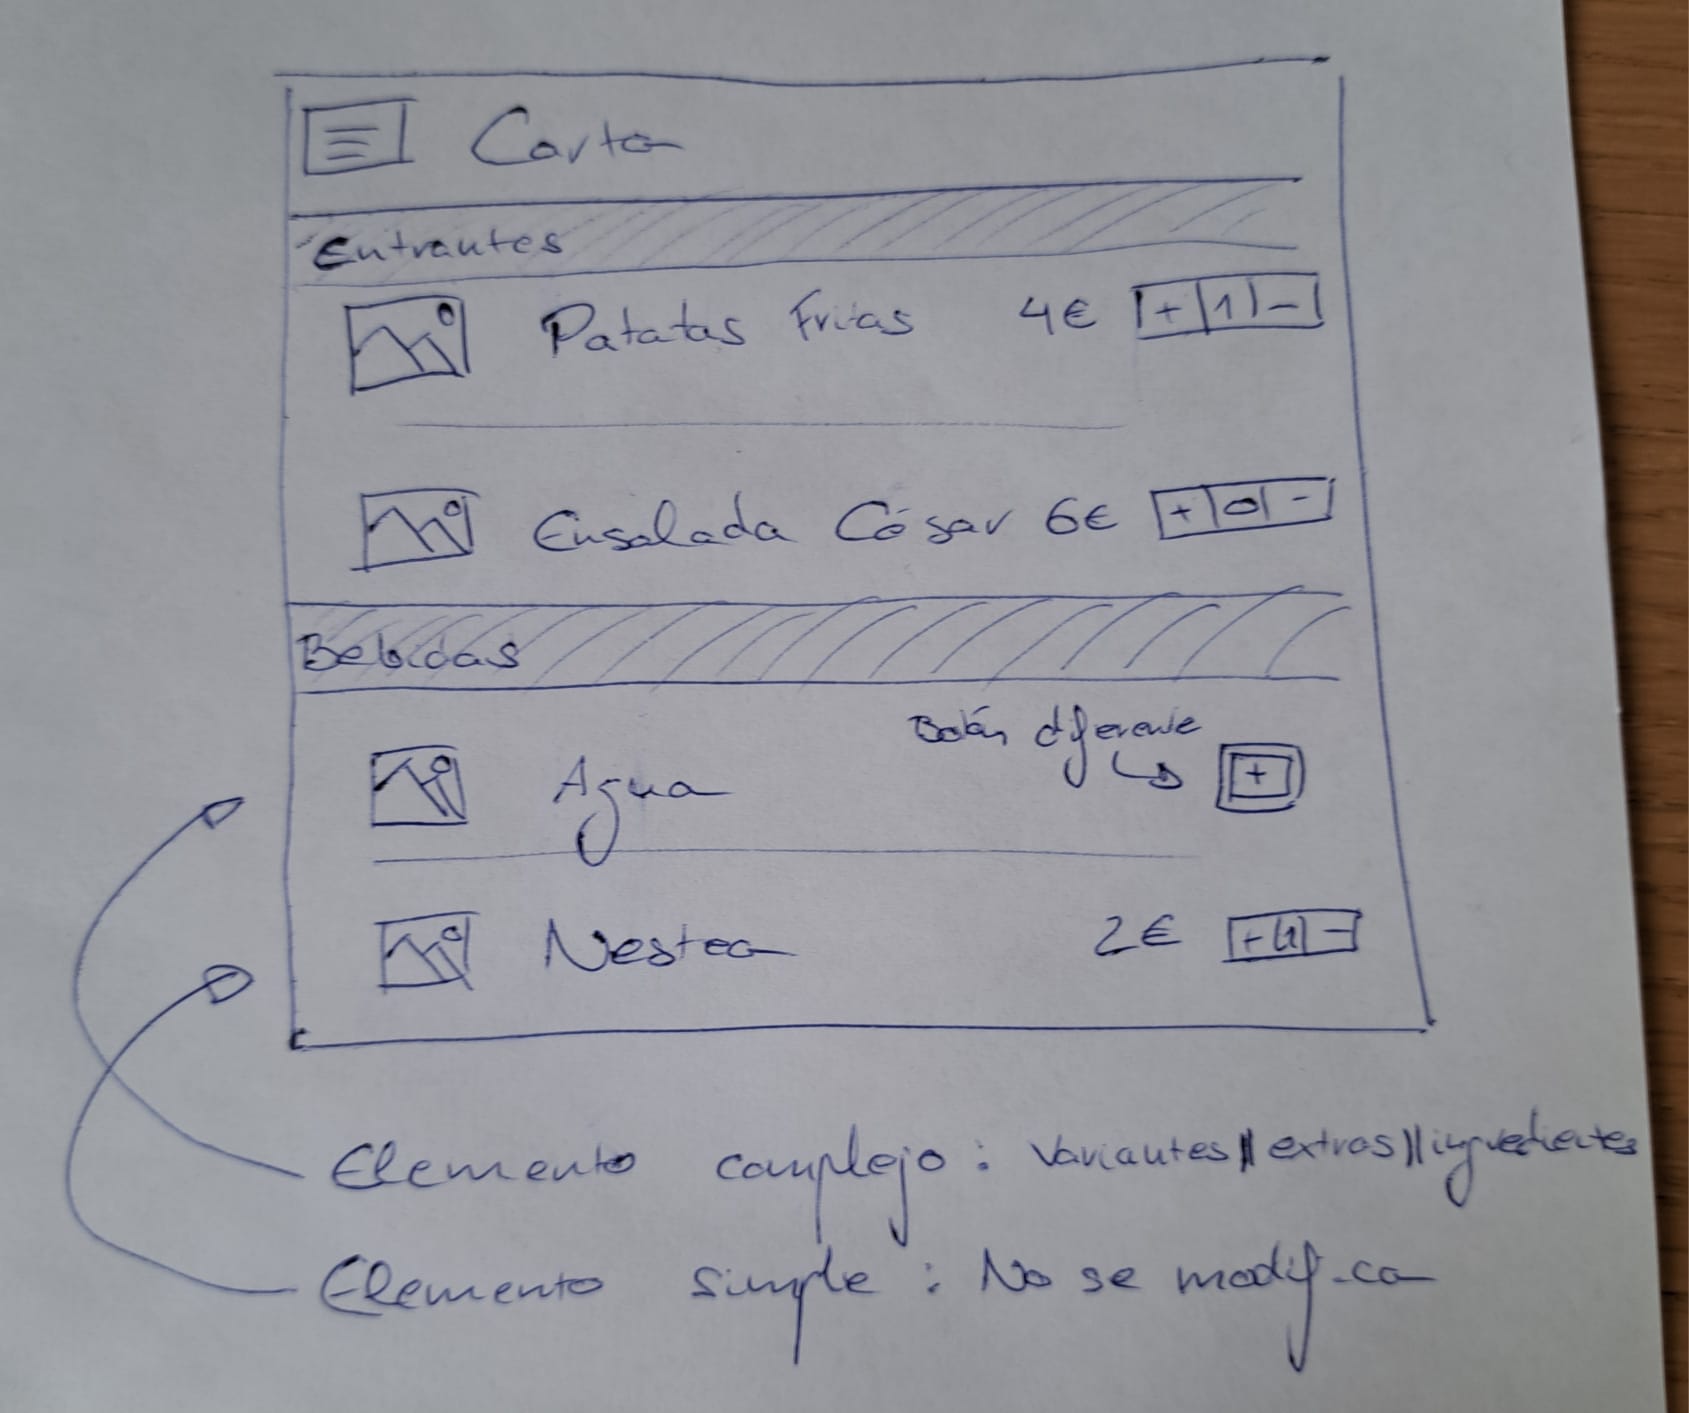 Carta
Entrantes
Patatas Fritas 4€ + 1 -
Ensalada César 6€ + 0 -
Bebidas
Botón diferente
Agua +
Nestea 2€ + 1 -
Elemento complejo: Variantes || extras || ingredientes
Elemento simple: No se modifica